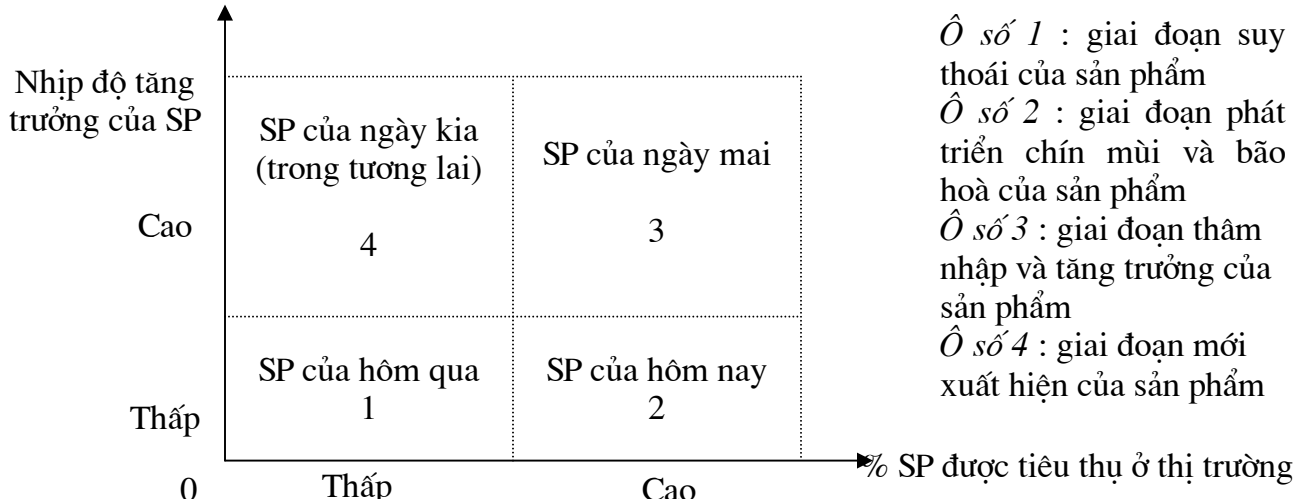 Nhịp độ tăng
trưởng của SP
SP của ngày kia
(trong tương lai)
SP của ngày mai
Cao
4
3
SP của hôm qua
1
SP của hôm nay
2
Thấp
0
Thấp
Cao
% SP được tiêu thụ ở thị trường
Ô số 1 : giai đoạn suy
thoái của sản phẩm
Ô số 2 : giai đoạn phát
triển chín mùi và bão
hoà của sản phẩm
Ô số 3 : giai đoạn thâm
nhập và tăng trưởng của
sản phẩm
Ô số 4 : giai đoạn mới
xuất hiện của sản phẩm